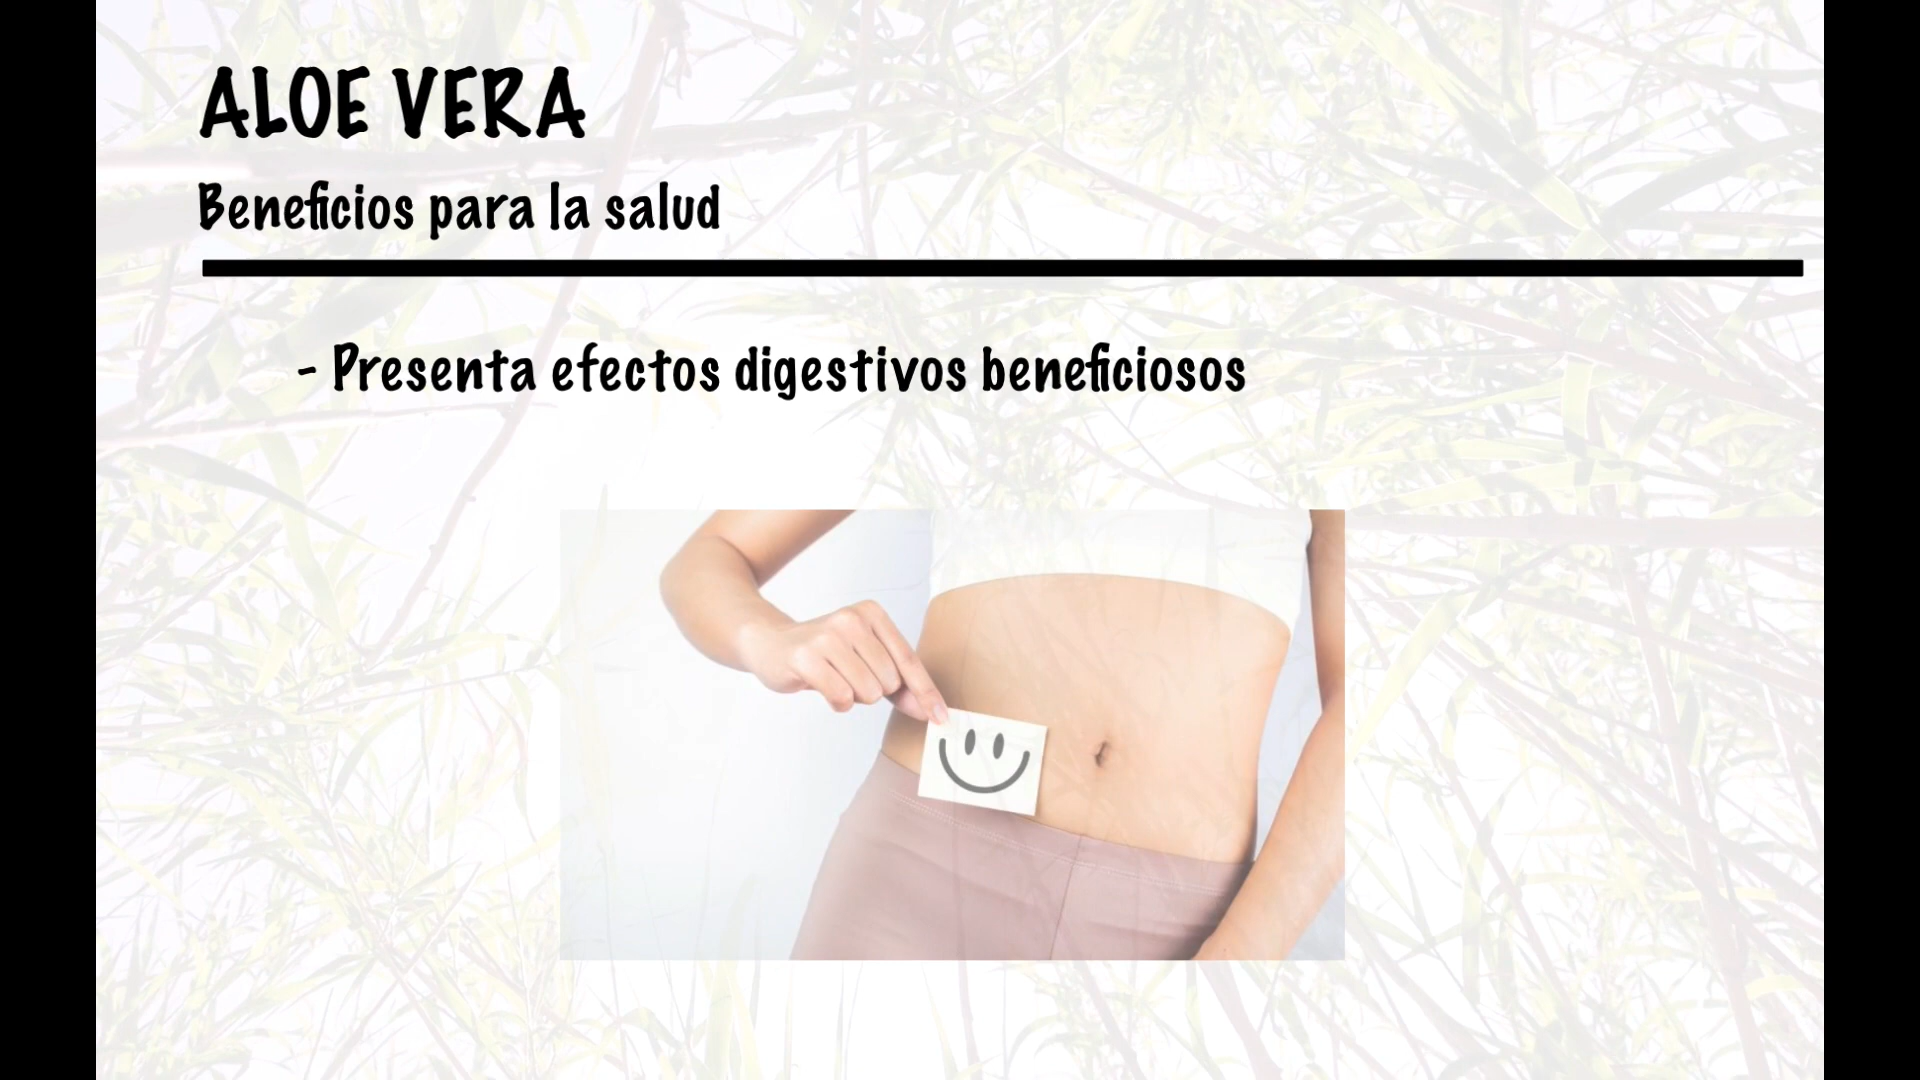 ALOE VERA
Beneficios para la salud
- Presenta efectos digestivos beneficiosos